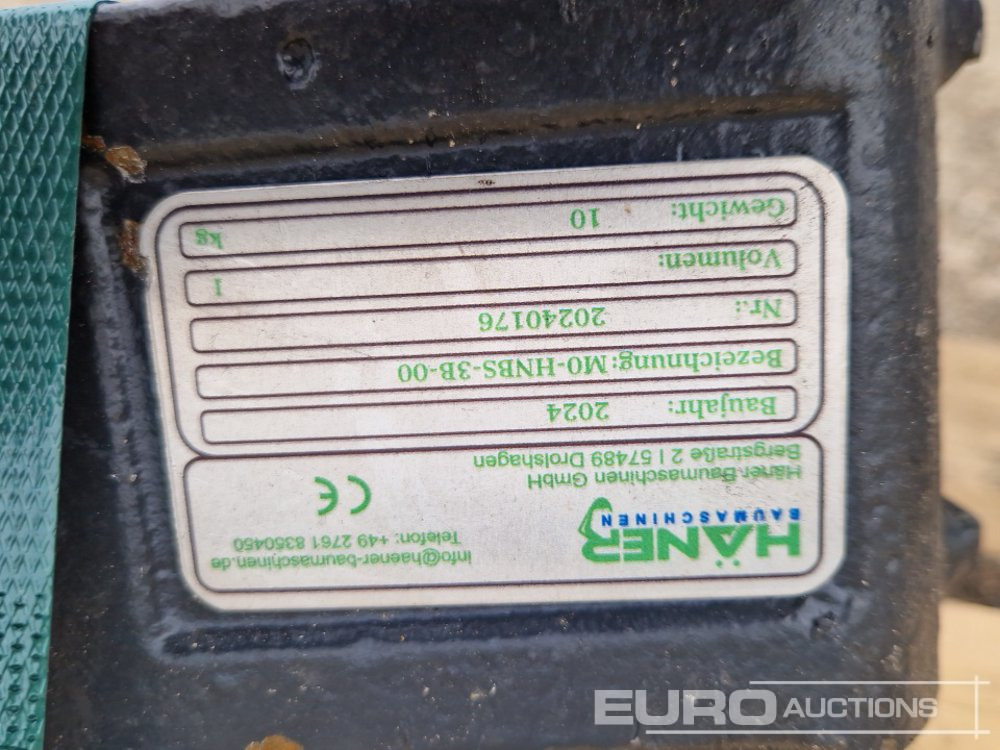 HÄNER
BAUMASCHINEN
Häner Baumaschinen GmbH
Bergstraße 2 | 57489 Drolshagen
info@haener-baumaschinen.de
Telefon: +49 2761 8350450
CE
Baujahr: 2024
Bezeichnung: M0-HNBS-3B-00
Nr.: 20240176
Volumen: l
Gewicht: 10 kg
EURO AUCTIONS